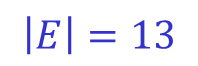 |E| = 13